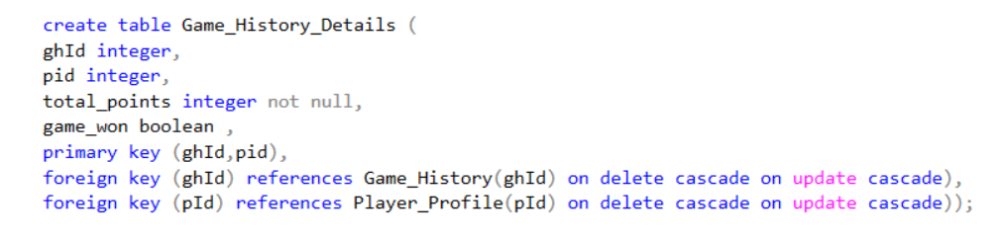 create table Game_History_Details (
ghId integer,
pid integer,
total_points integer not null,
game_won boolean ,
primary key (ghId,pid),
foreign key (ghId) references Game_History(ghId) on delete cascade on update cascade),
foreign key (pId) references Player_Profile(pId) on delete cascade on update cascade));